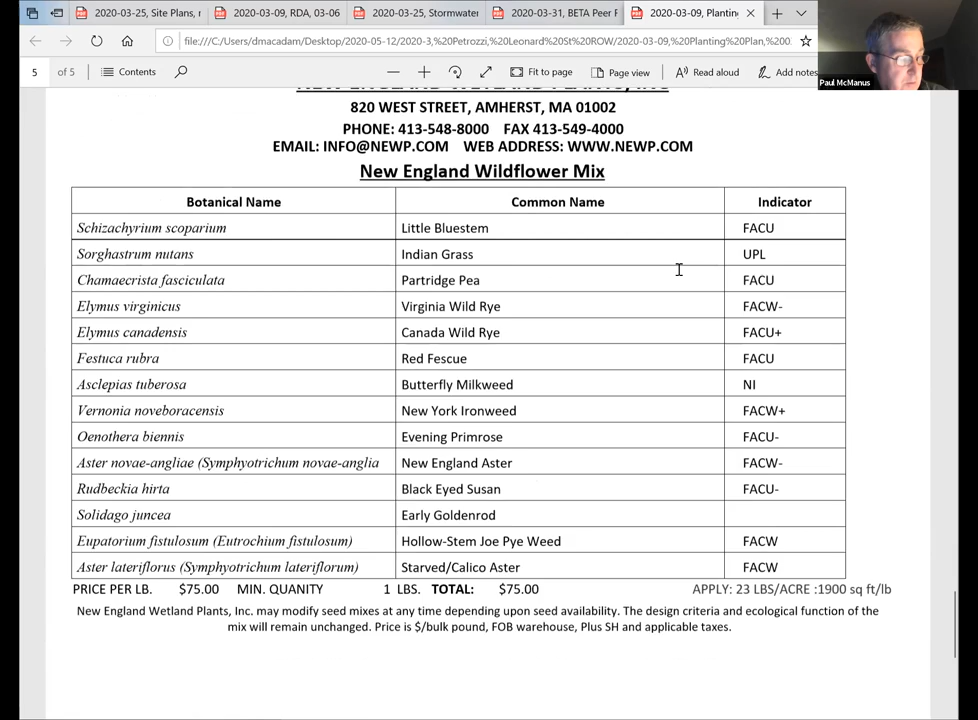 2020-03-25, Site Plans, r 2020-03-09, RDA, 03-06 2020-03-25, Stormwater 2020-03-31, BETA Peer F 2020-03-09, Planting
file:///C:/Users/dmacadam/Desktop/2020-05-12/2020-3,%20Petrozzi,Leonard%20St%20ROW/2020-03-09,%20Planting%20Plan,%200
5 of 5 Contents Fit to page Page view Read aloud Add notes
Paul McManus
NEW ENGLAND WETLAND PLANTS, INC
820 WEST STREET, AMHERST, MA 01002
PHONE: 413-548-8000 FAX 413-549-4000
EMAIL: INFO@NEWP.COM WEB ADDRESS: WWW.NEWP.COM
New England Wildflower Mix
Botanical Name Common Name Indicator
Schizachyrium scoparium Little Bluestem FACU
Sorghastrum nutans Indian Grass UPL
Chamaecrista fasciculata Partridge Pea FACU
Elymus virginicus Virginia Wild Rye FACW-
Elymus canadensis Canada Wild Rye FACU+
Festuca rubra Red Fescue FACU
Asclepias tuberosa Butterfly Milkweed NI
Vernonia noveboracensis New York Ironweed FACW+
Oenothera biennis Evening Primrose FACU-
Aster novae-angliae (Symphyotrichum novae-anglia New England Aster FACW-
Rudbeckia hirta Black Eyed Susan FACU-
Solidago juncea Early Goldenrod
Eupatorium fistulosum (Eutrochium fistulosum) Hollow-Stem Joe Pye Weed FACW
Aster lateriflorus (Symphyotrichum lateriflorum) Starved/Calico Aster FACW
PRICE PER LB. $75.00 MIN. QUANITY 1 LBS. TOTAL: $75.00 APPLY: 23 LBS/ACRE :1900 sq ft/lb
New England Wetland Plants, Inc. may modify seed mixes at any time depending upon seed availability. The design criteria and ecological function of the
mix will remain unchanged. Price is $/bulk pound, FOB warehouse, Plus SH and applicable taxes.